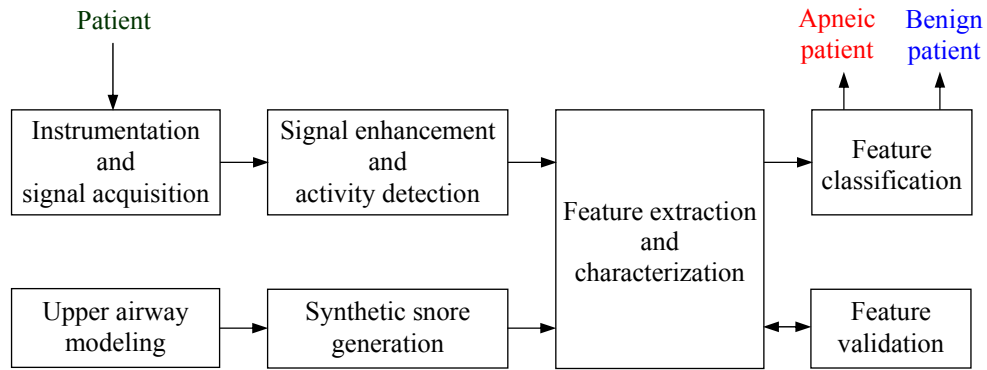 Patient
Apneic
patient
Benign
patient
Instrumentation
and
signal acquisition
Signal enhancement
and
activity detection
Feature extraction
and
characterization
Feature
classification
Upper airway
modeling
Synthetic snore
generation
Feature
validation